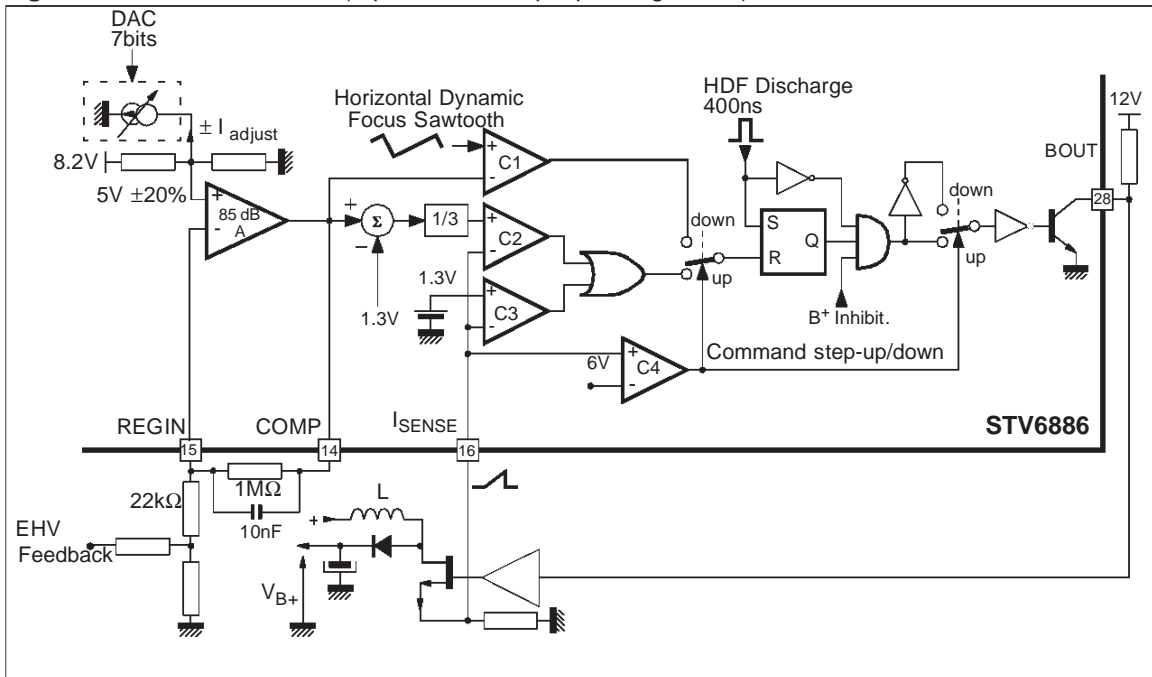 DAC
7bits
± I adjust
8.2V
5V ±20%
85 dB
A
Horizontal Dynamic
Focus Sawtooth
+
-
C1
+
-
Σ
+
−
1/3
1.3V
+
-
C2
1.3V
+
-
C3
down
up
HDF Discharge
400ns
S
R
Q
B+ Inhibit.
down
up
6V
+
-
C4
Command step-up/down
12V
BOUT
28
STV6886
REGIN
15
COMP
14
ISENSE
16
22kΩ
1MΩ
10nF
EHV
Feedback
L
+
VB+